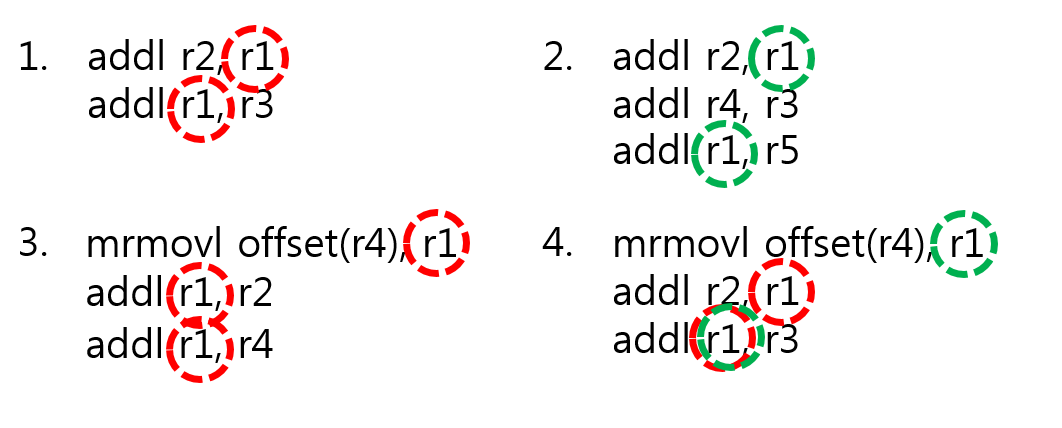 1. addl r2, r1
addl r1, r3
2. addl r2, r1
addl r4, r3
addl r1, r5
3. mrmovl offset(r4), r1
addl r1, r2
addl r1, r4
4. mrmovl offset(r4), r1
addl r2, r1
addl r1, r3